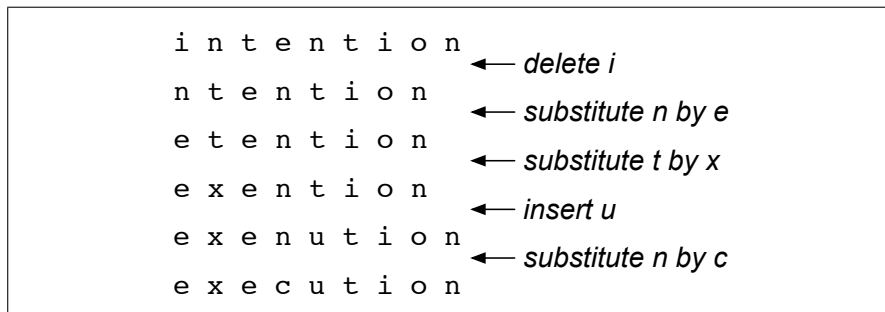 i n t e n t i o n
delete i
n t e n t i o n
substitute n by e
e t e n t i o n
substitute t by x
e x e n t i o n
insert u
e x e n u t i o n
substitute n by c
e x e c u t i o n